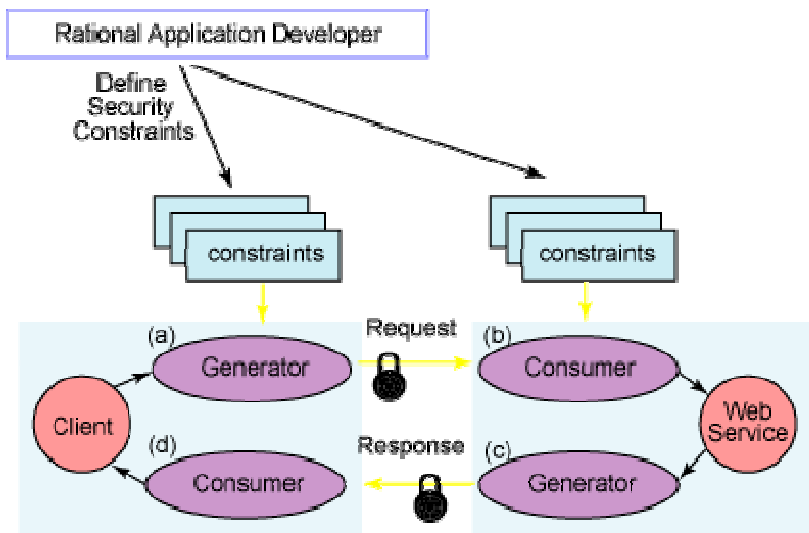 Rational Application Developer
Define
Security
Constraints
constraints
constraints
(a)
Generator
Request
(b)
Consumer
Client
Web
Service
(d)
Consumer
Response
(c)
Generator